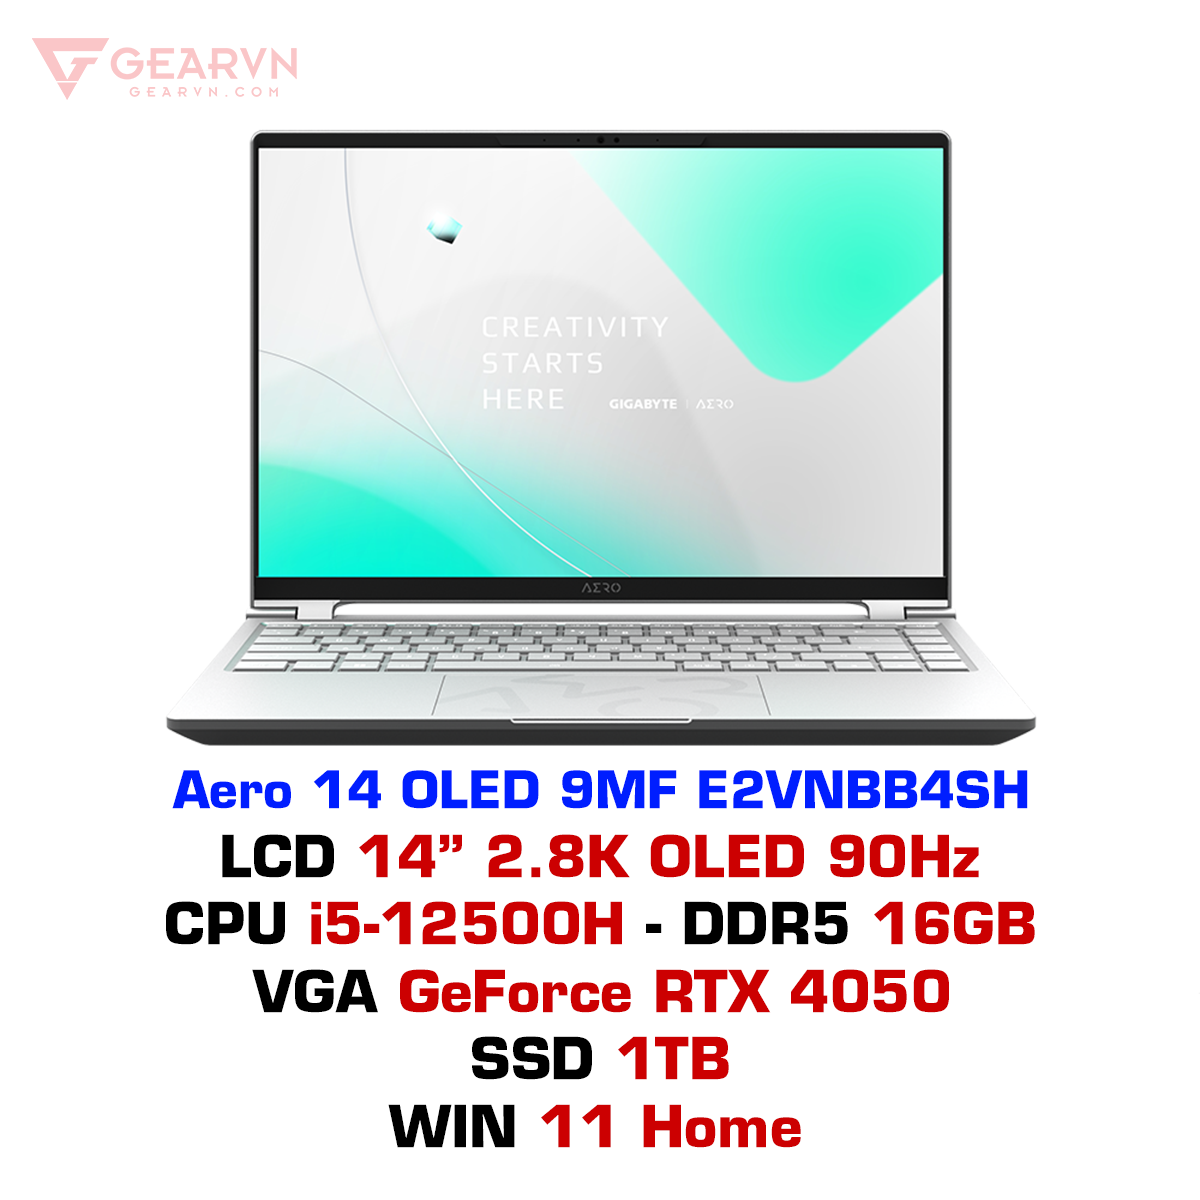 GEARVN
GEARVN.COM
CREATIVITY
STARTS
HERE
GIGABYTE | AERO
AERO
Aero 14 OLED 9MF E2VNBB4SH
LCD 14” 2.8K OLED 90Hz
CPU i5-12500H - DDR5 16GB
VGA GeForce RTX 4050
SSD 1TB
WIN 11 Home